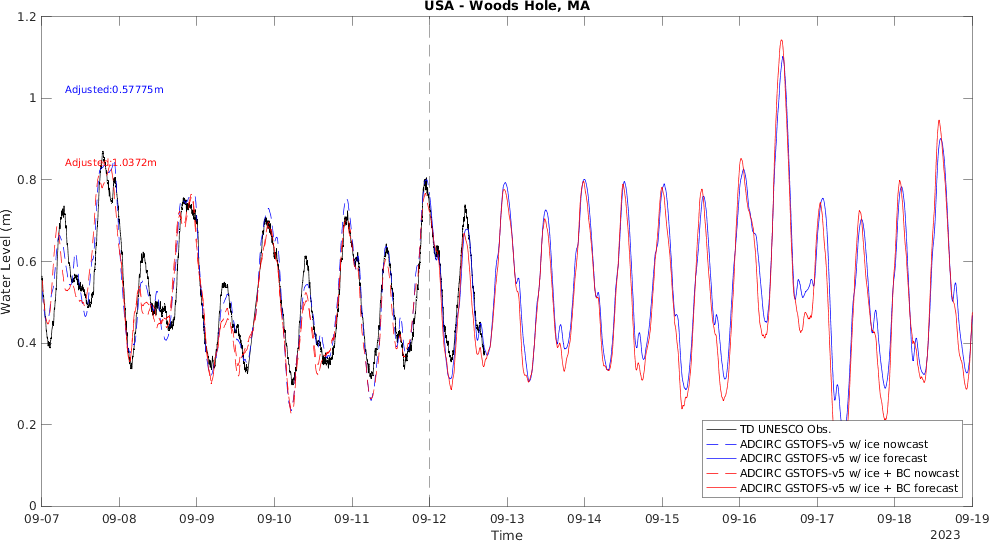 USA - Woods Hole, MA
1.2
1
0.8
0.6
0.4
0.2
0
Water Level (m)
Adjusted:0.57775m
Adjusted:1.0372m
TD UNESCO Obs.
ADCIRC GSTOFS-v5 w/ ice nowcast
ADCIRC GSTOFS-v5 w/ ice forecast
ADCIRC GSTOFS-v5 w/ ice + BC nowcast
ADCIRC GSTOFS-v5 w/ ice + BC forecast
09-07 09-08 09-09 09-10 09-11 09-12 09-13 09-14 09-15 09-16 09-17 09-18 09-19
Time
2023